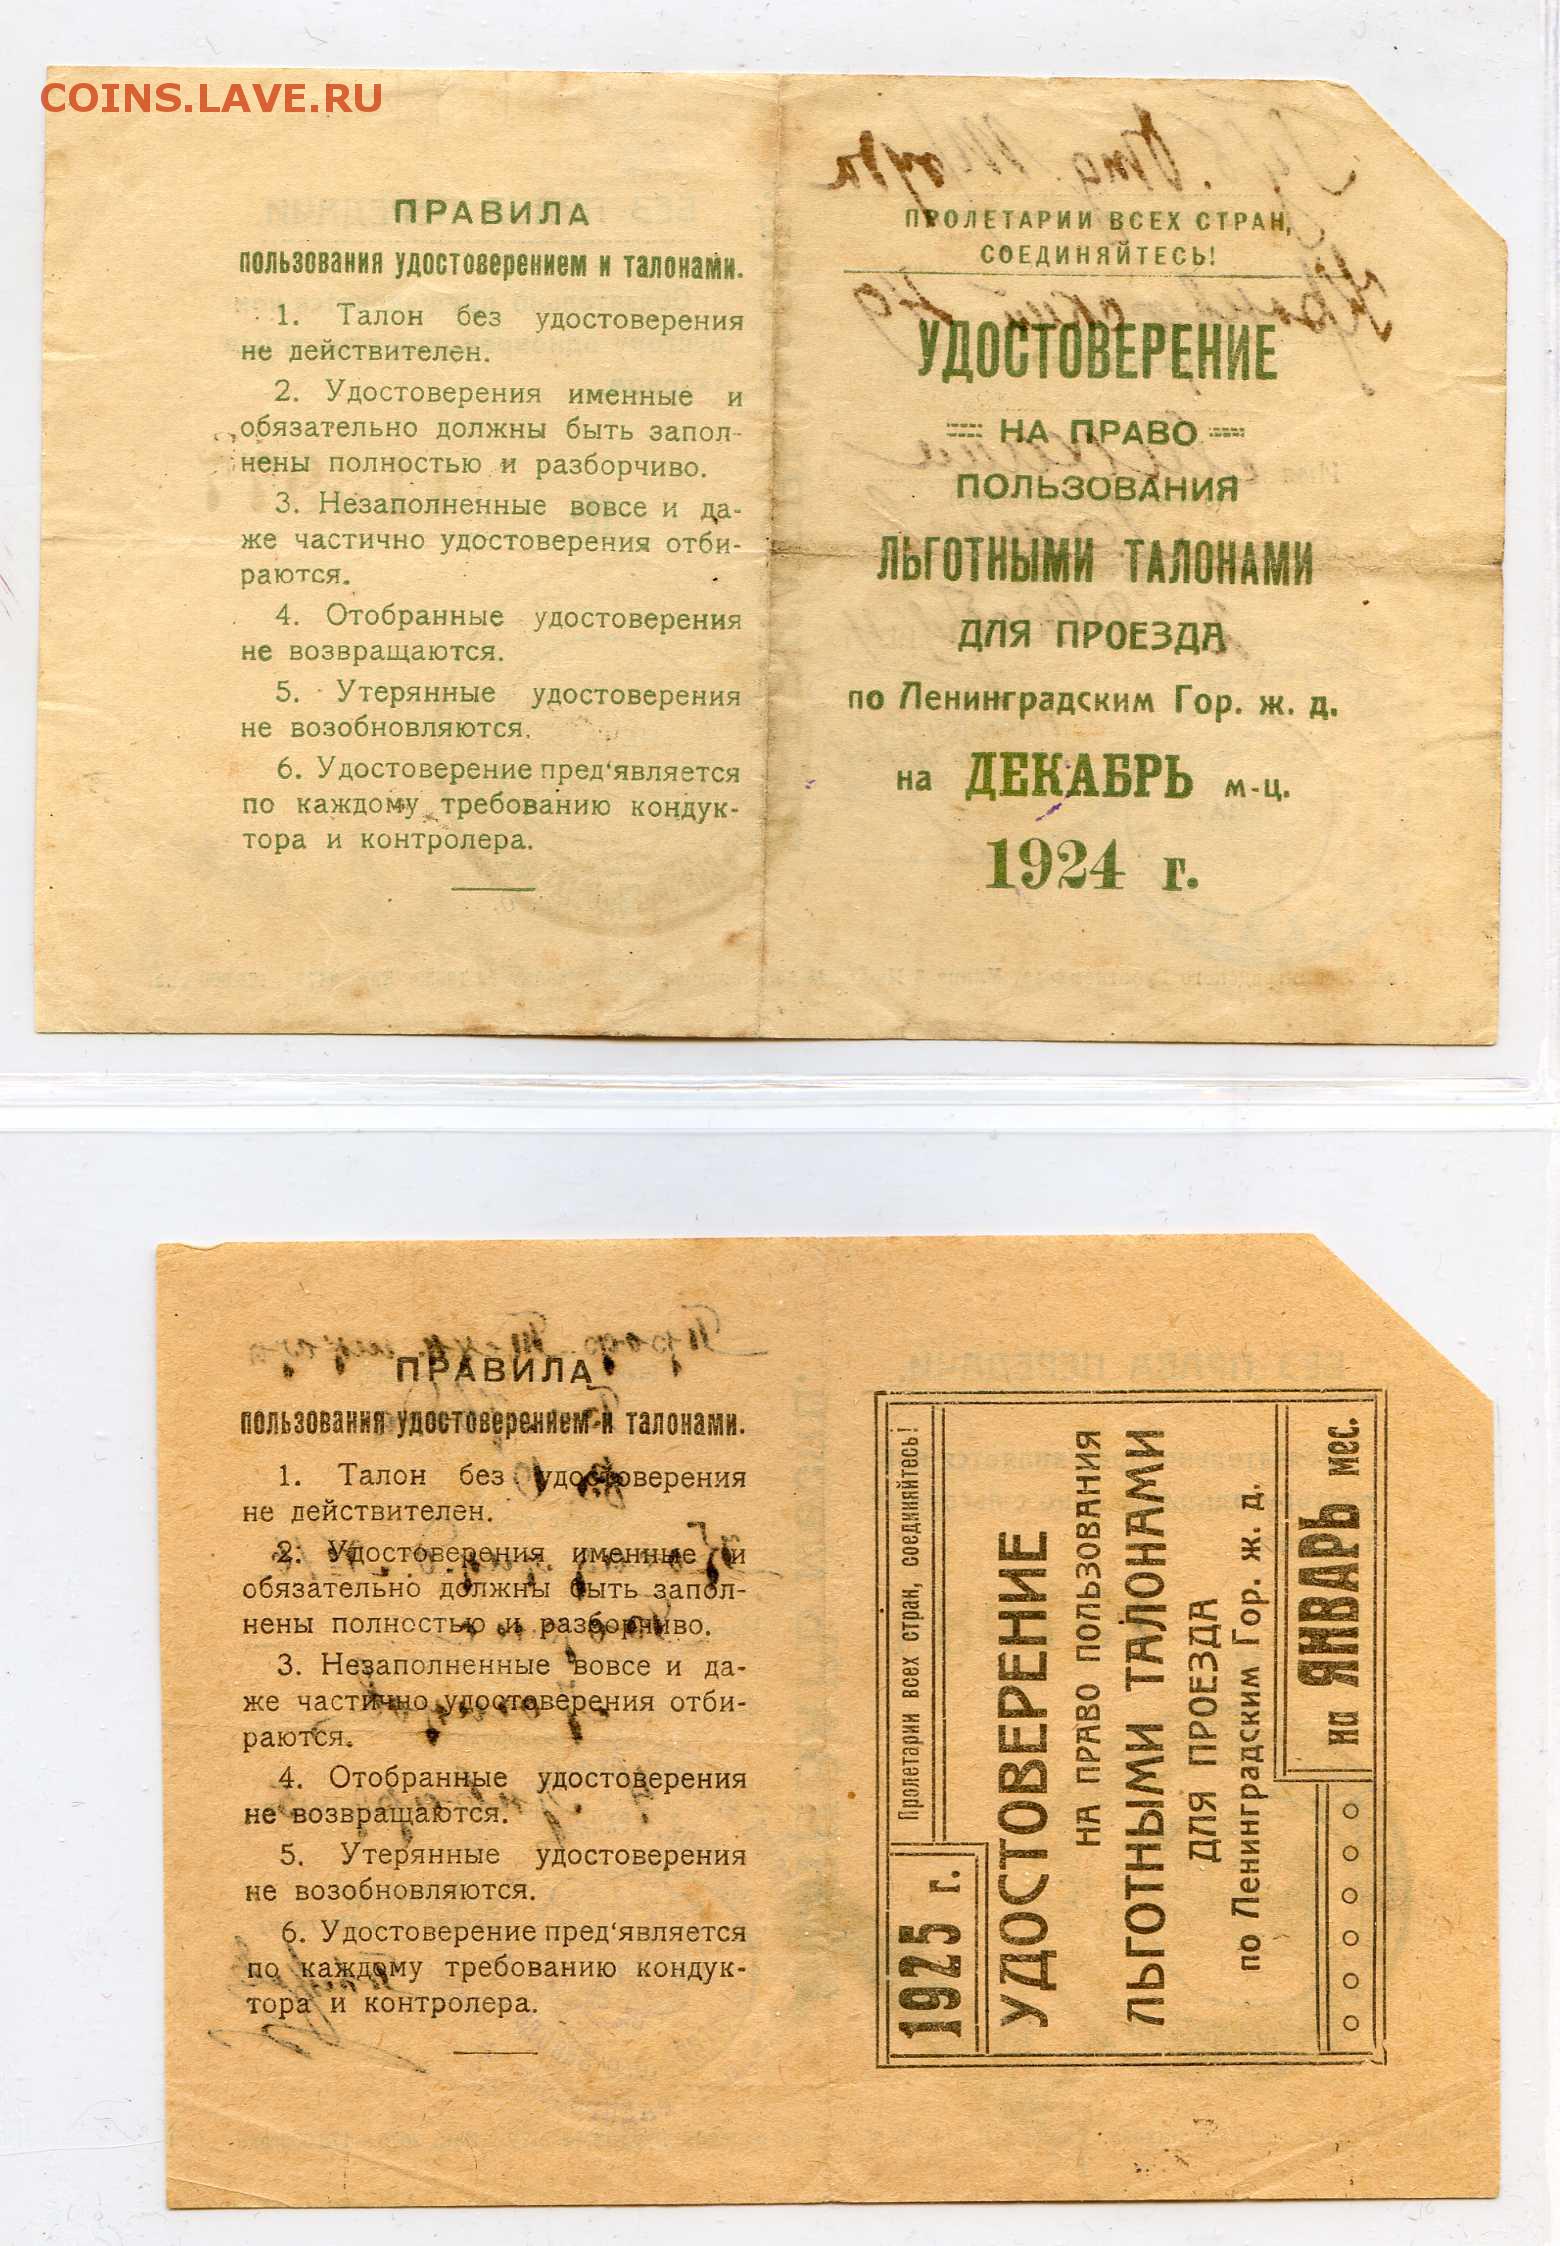 COINS.LAVE.RU
ПРАВИЛА
пользования удостоверением и талонами.
1. Талон без удостоверения
не действителен.
2. Удостоверения именные и
обязательно должны быть запол-
нены полностью и разборчиво.
3. Незаполненные вовсе и да-
же частично удостоверения отби-
раются.
4. Отобранные удостоверения
не возвращаются.
5. Утерянные удостоверения
не возобновляются.
6. Удостоверение пред‘является
по каждому требованию кондук-
тора и контролера.
ПРОЛЕТАРИИ ВСЕХ СТРАН,
СОЕДИНЯЙТЕСЬ!
УДОСТОВЕРЕНИЕ
НА ПРАВО
ПОЛЬЗОВАНИЯ
ЛЬГОТНЫМИ ТАЛОНАМИ
ДЛЯ ПРОЕЗДА
по Ленинградским Гор. ж. д.
на ДЕКАБРЬ м-ц.
1924 г.
ПРАВИЛА
пользования удостоверением и талонами.
1. Талон без удостоверения
не действителен.
2. Удостоверения именные и
обязательно должны быть запол-
нены полностью и разборчиво.
3. Незаполненные вовсе и да-
же частично удостоверения отби-
раются.
4. Отобранные удостоверения
не возвращаются.
5. Утерянные удостоверения
не возобновляются.
6. Удостоверение пред‘является
по каждому требованию кондук-
тора и контролера.
1925 г.
Пролетарии всех стран, соединяйтесь!
УДОСТОВЕРЕНИЕ
НА ПРАВО ПОЛЬЗОВАНИЯ
ЛЬГОТНЫМИ ТАЛОНАМИ
ДЛЯ ПРОЕЗДА
по Ленинградским Гор. ж. д.
на ЯНВАРЬ мес.